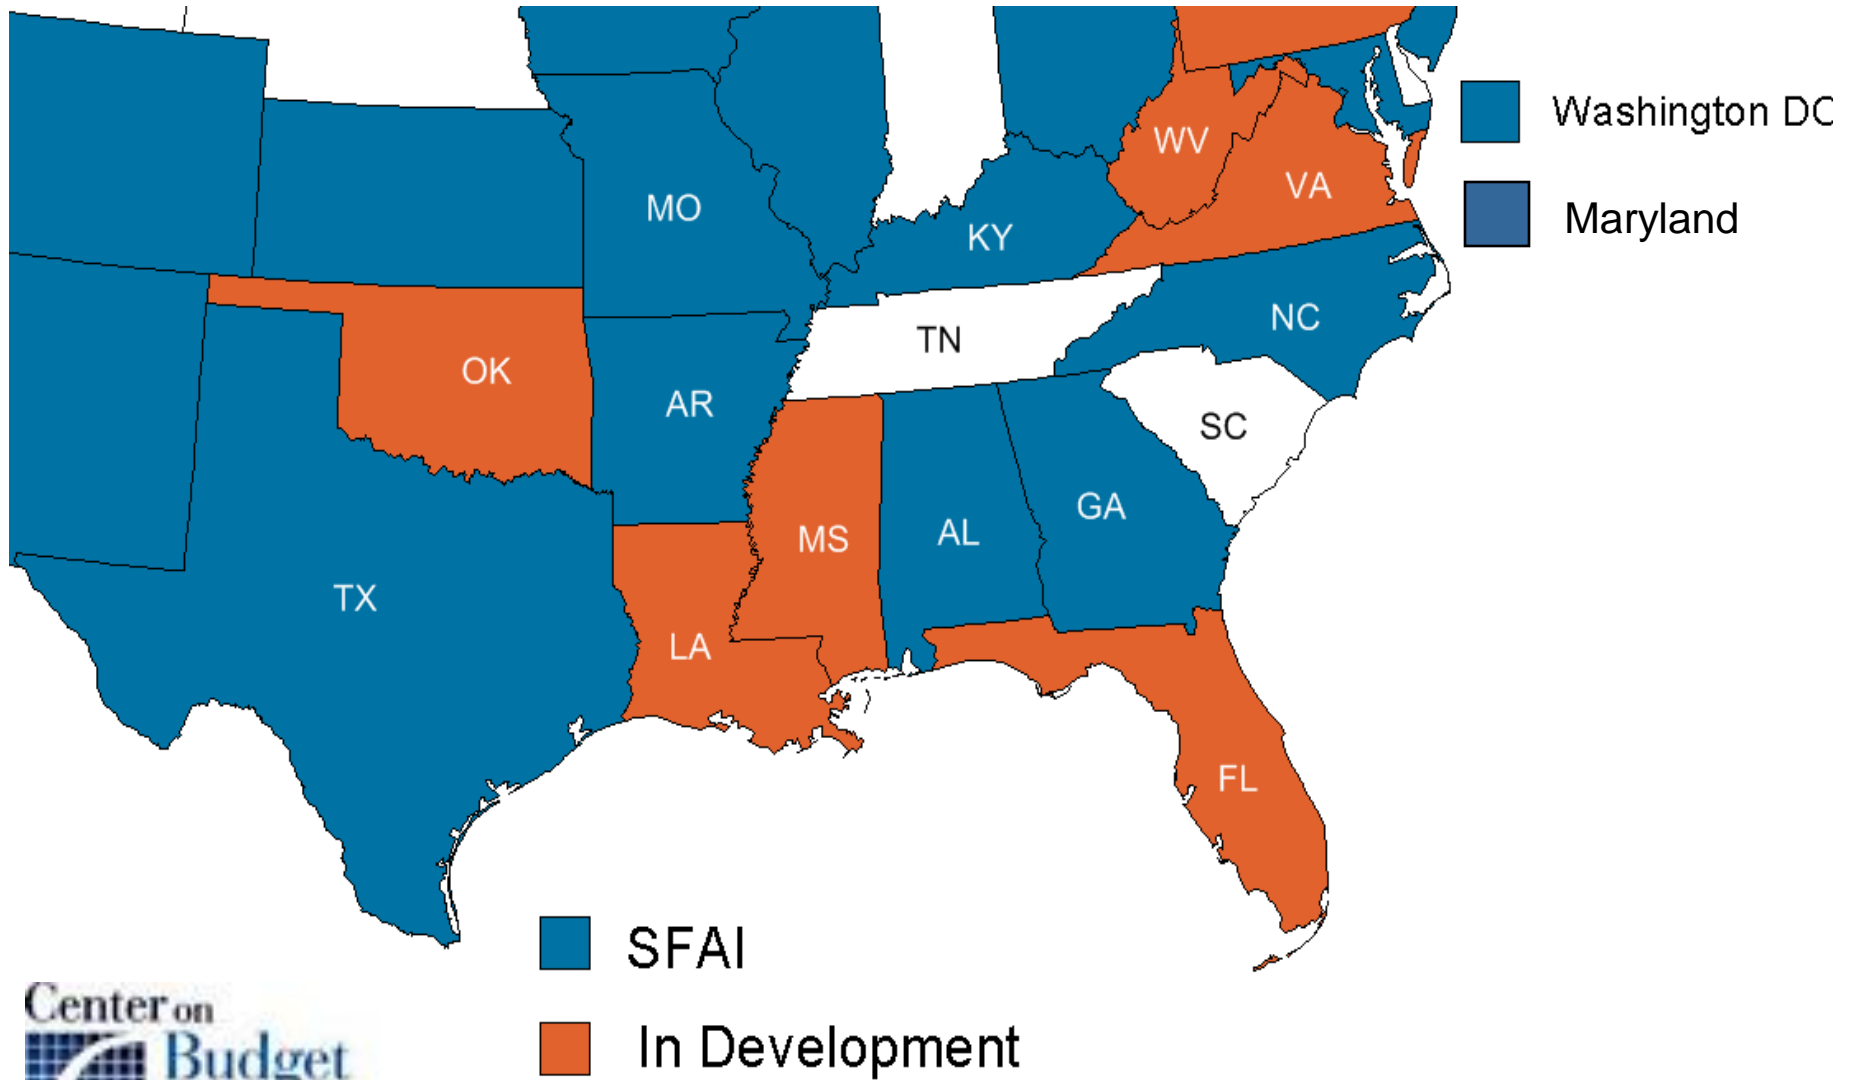 Washington DC
WV
VA
MO
Maryland
KY
NC
TN
OK
AR
SC
GA
AL
MS
TX
LA
FL
SFAI
Center on
Budget
In Development